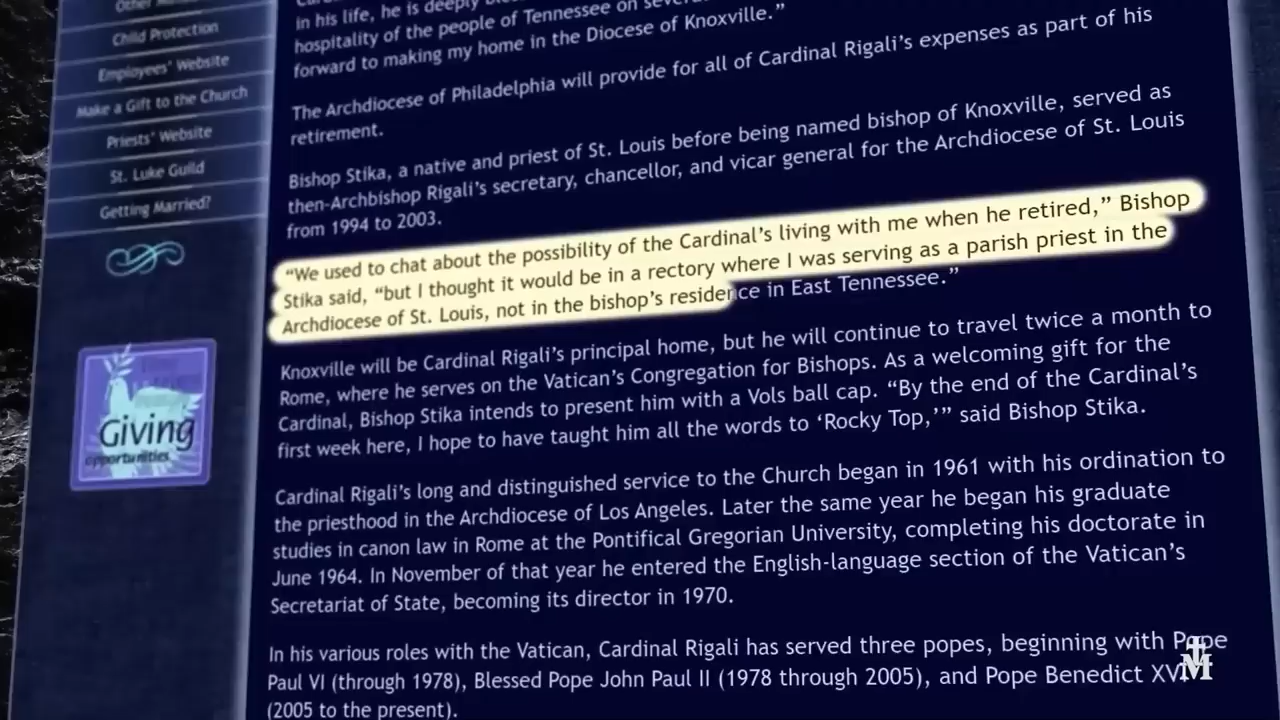 Child Protection
Employees' Website
Make a Gift to the Church
Priests' Website
St. Luke Guild
Getting Married?
Giving
opportunities
in his life, he is deeply
hospitality of the people of Tennessee on
forward to making my home in the Diocese of Knoxville.”
The Archdiocese of Philadelphia will provide for all of Cardinal Rigali’s expenses as part of his
retirement.
Bishop Stika, a native and priest of St. Louis before being named bishop of Knoxville, served as
then-Archbishop Rigali’s secretary, chancellor, and vicar general for the Archdiocese of St. Louis
from 1994 to 2003.
“We used to chat about the possibility of the Cardinal’s living with me when he retired,” Bishop
Stika said, “but I thought it would be in a rectory where I was serving as a parish priest in the
Archdiocese of St. Louis, not in the bishop’s residence in East Tennessee.”
Knoxville will be Cardinal Rigali’s principal home, but he will continue to travel twice a month to
Rome, where he serves on the Vatican’s Congregation for Bishops. As a welcoming gift for the
Cardinal, Bishop Stika intends to present him with a Vols ball cap. “By the end of the Cardinal’s
first week here, I hope to have taught him all the words to ‘Rocky Top,’” said Bishop Stika.
Cardinal Rigali’s long and distinguished service to the Church began in 1961 with his ordination to
the priesthood in the Archdiocese of Los Angeles. Later the same year he began his graduate
studies in canon law in Rome at the Pontifical Gregorian University, completing his doctorate in
June 1964. In November of that year he entered the English-language section of the Vatican’s
Secretariat of State, becoming its director in 1970.
In his various roles with the Vatican, Cardinal Rigali has served three popes, beginning with Pope
Paul VI (through 1978), Blessed Pope John Paul II (1978 through 2005), and Pope Benedict XVI
(2005 to the present).
M